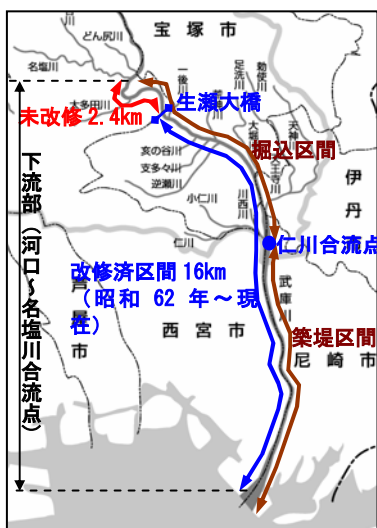 宝塚市
どん尻川
名塩川
一後川
足洗川
勅使川
太多田川
生瀬大橋
未改修2.4km
天神川
掘込区間
亥の谷川
支多々川
逆瀬川
川西川
伊丹
小仁川
仁川
仁川合流点
改修済区間16km
(昭和 62 年~現
在)
武庫川
下流部(河口~名塩川合流点)
芦屋市
西宮市
築堤区間
尼崎市